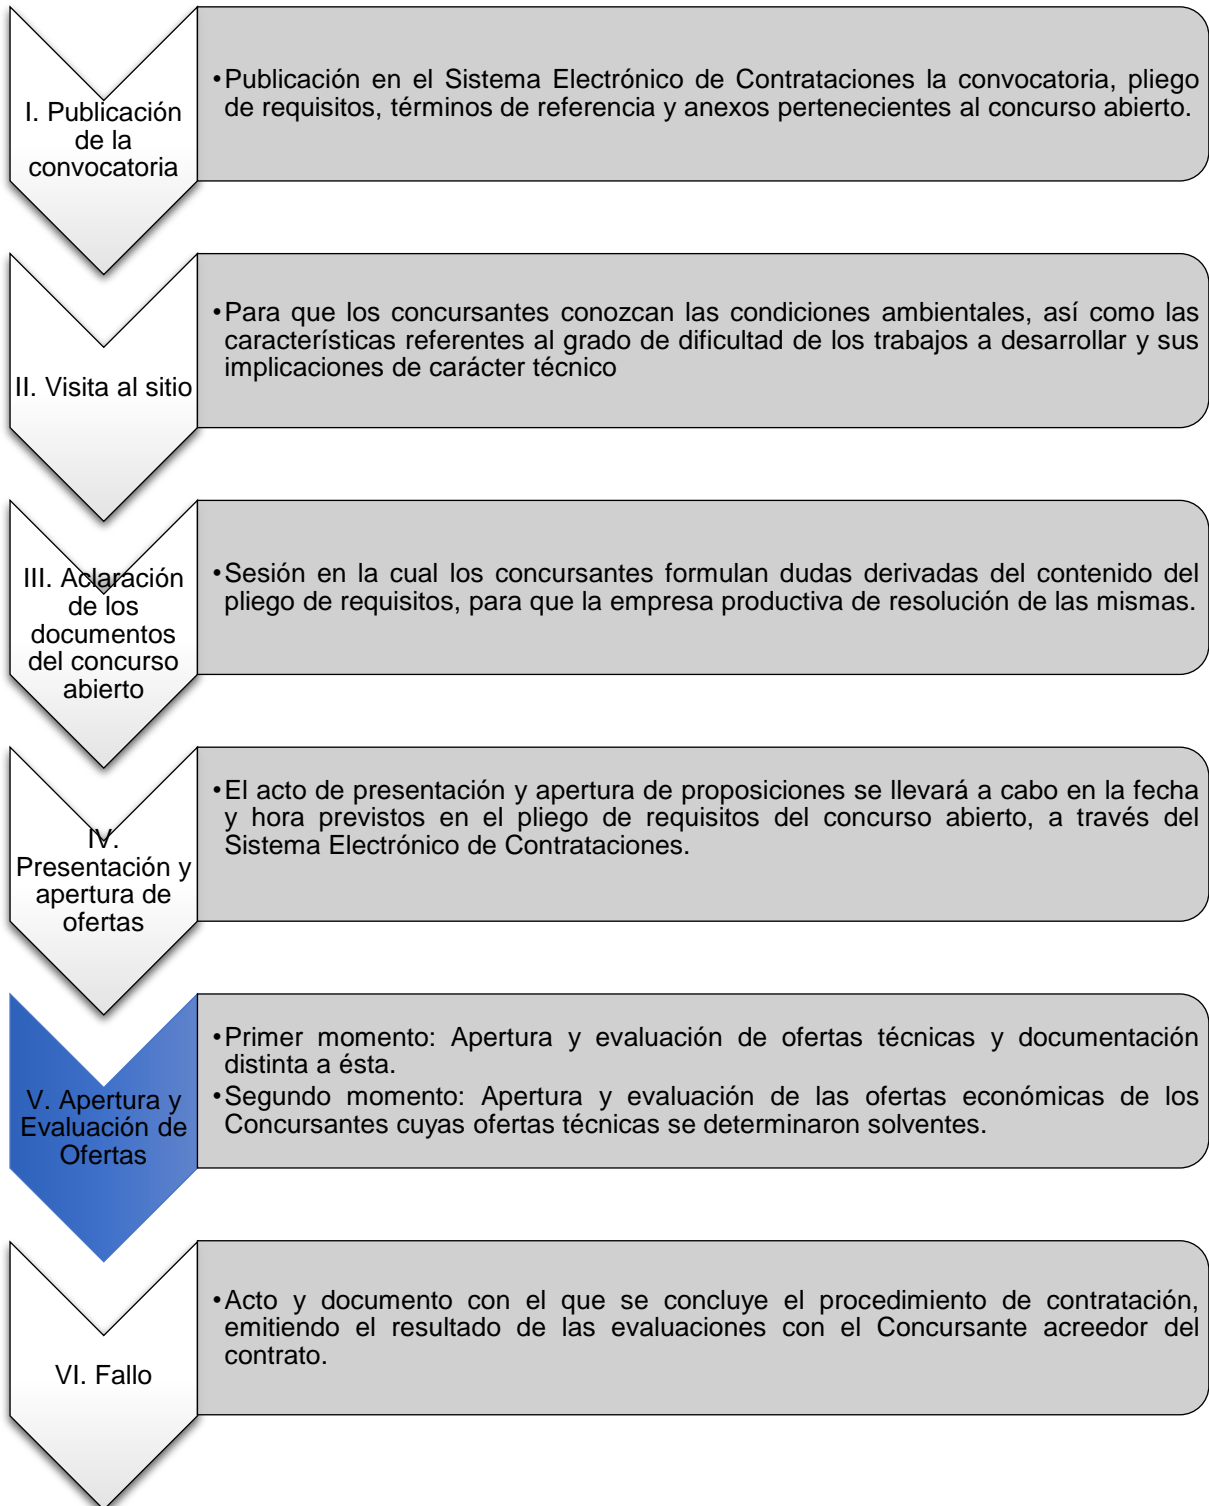 I. Publicación
de la
convocatoria
•Publicación en el Sistema Electrónico de Contrataciones la convocatoria, pliego
de requisitos, términos de referencia y anexos pertenecientes al concurso abierto.
II. Visita al sitio
•Para que los concursantes conozcan las condiciones ambientales, así como las
características referentes al grado de dificultad de los trabajos a desarrollar y sus
implicaciones de carácter técnico
III. Aclaración
de los
documentos
del concurso
abierto
•Sesión en la cual los concursantes formulan dudas derivadas del contenido del
pliego de requisitos, para que la empresa productiva de resolución de las mismas.
IV.
Presentación y
apertura de
ofertas
•El acto de presentación y apertura de proposiciones se llevará a cabo en la fecha
y hora previstos en el pliego de requisitos del concurso abierto, a través del
Sistema Electrónico de Contrataciones.
V. Apertura y
Evaluación de
Ofertas
•Primer momento: Apertura y evaluación de ofertas técnicas y documentación
distinta a ésta.
•Segundo momento: Apertura y evaluación de las ofertas económicas de los
Concursantes cuyas ofertas técnicas se determinaron solventes.
VI. Fallo
•Acto y documento con el que se concluye el procedimiento de contratación,
emitiendo el resultado de las evaluaciones con el Concursante acreedor del
contrato.